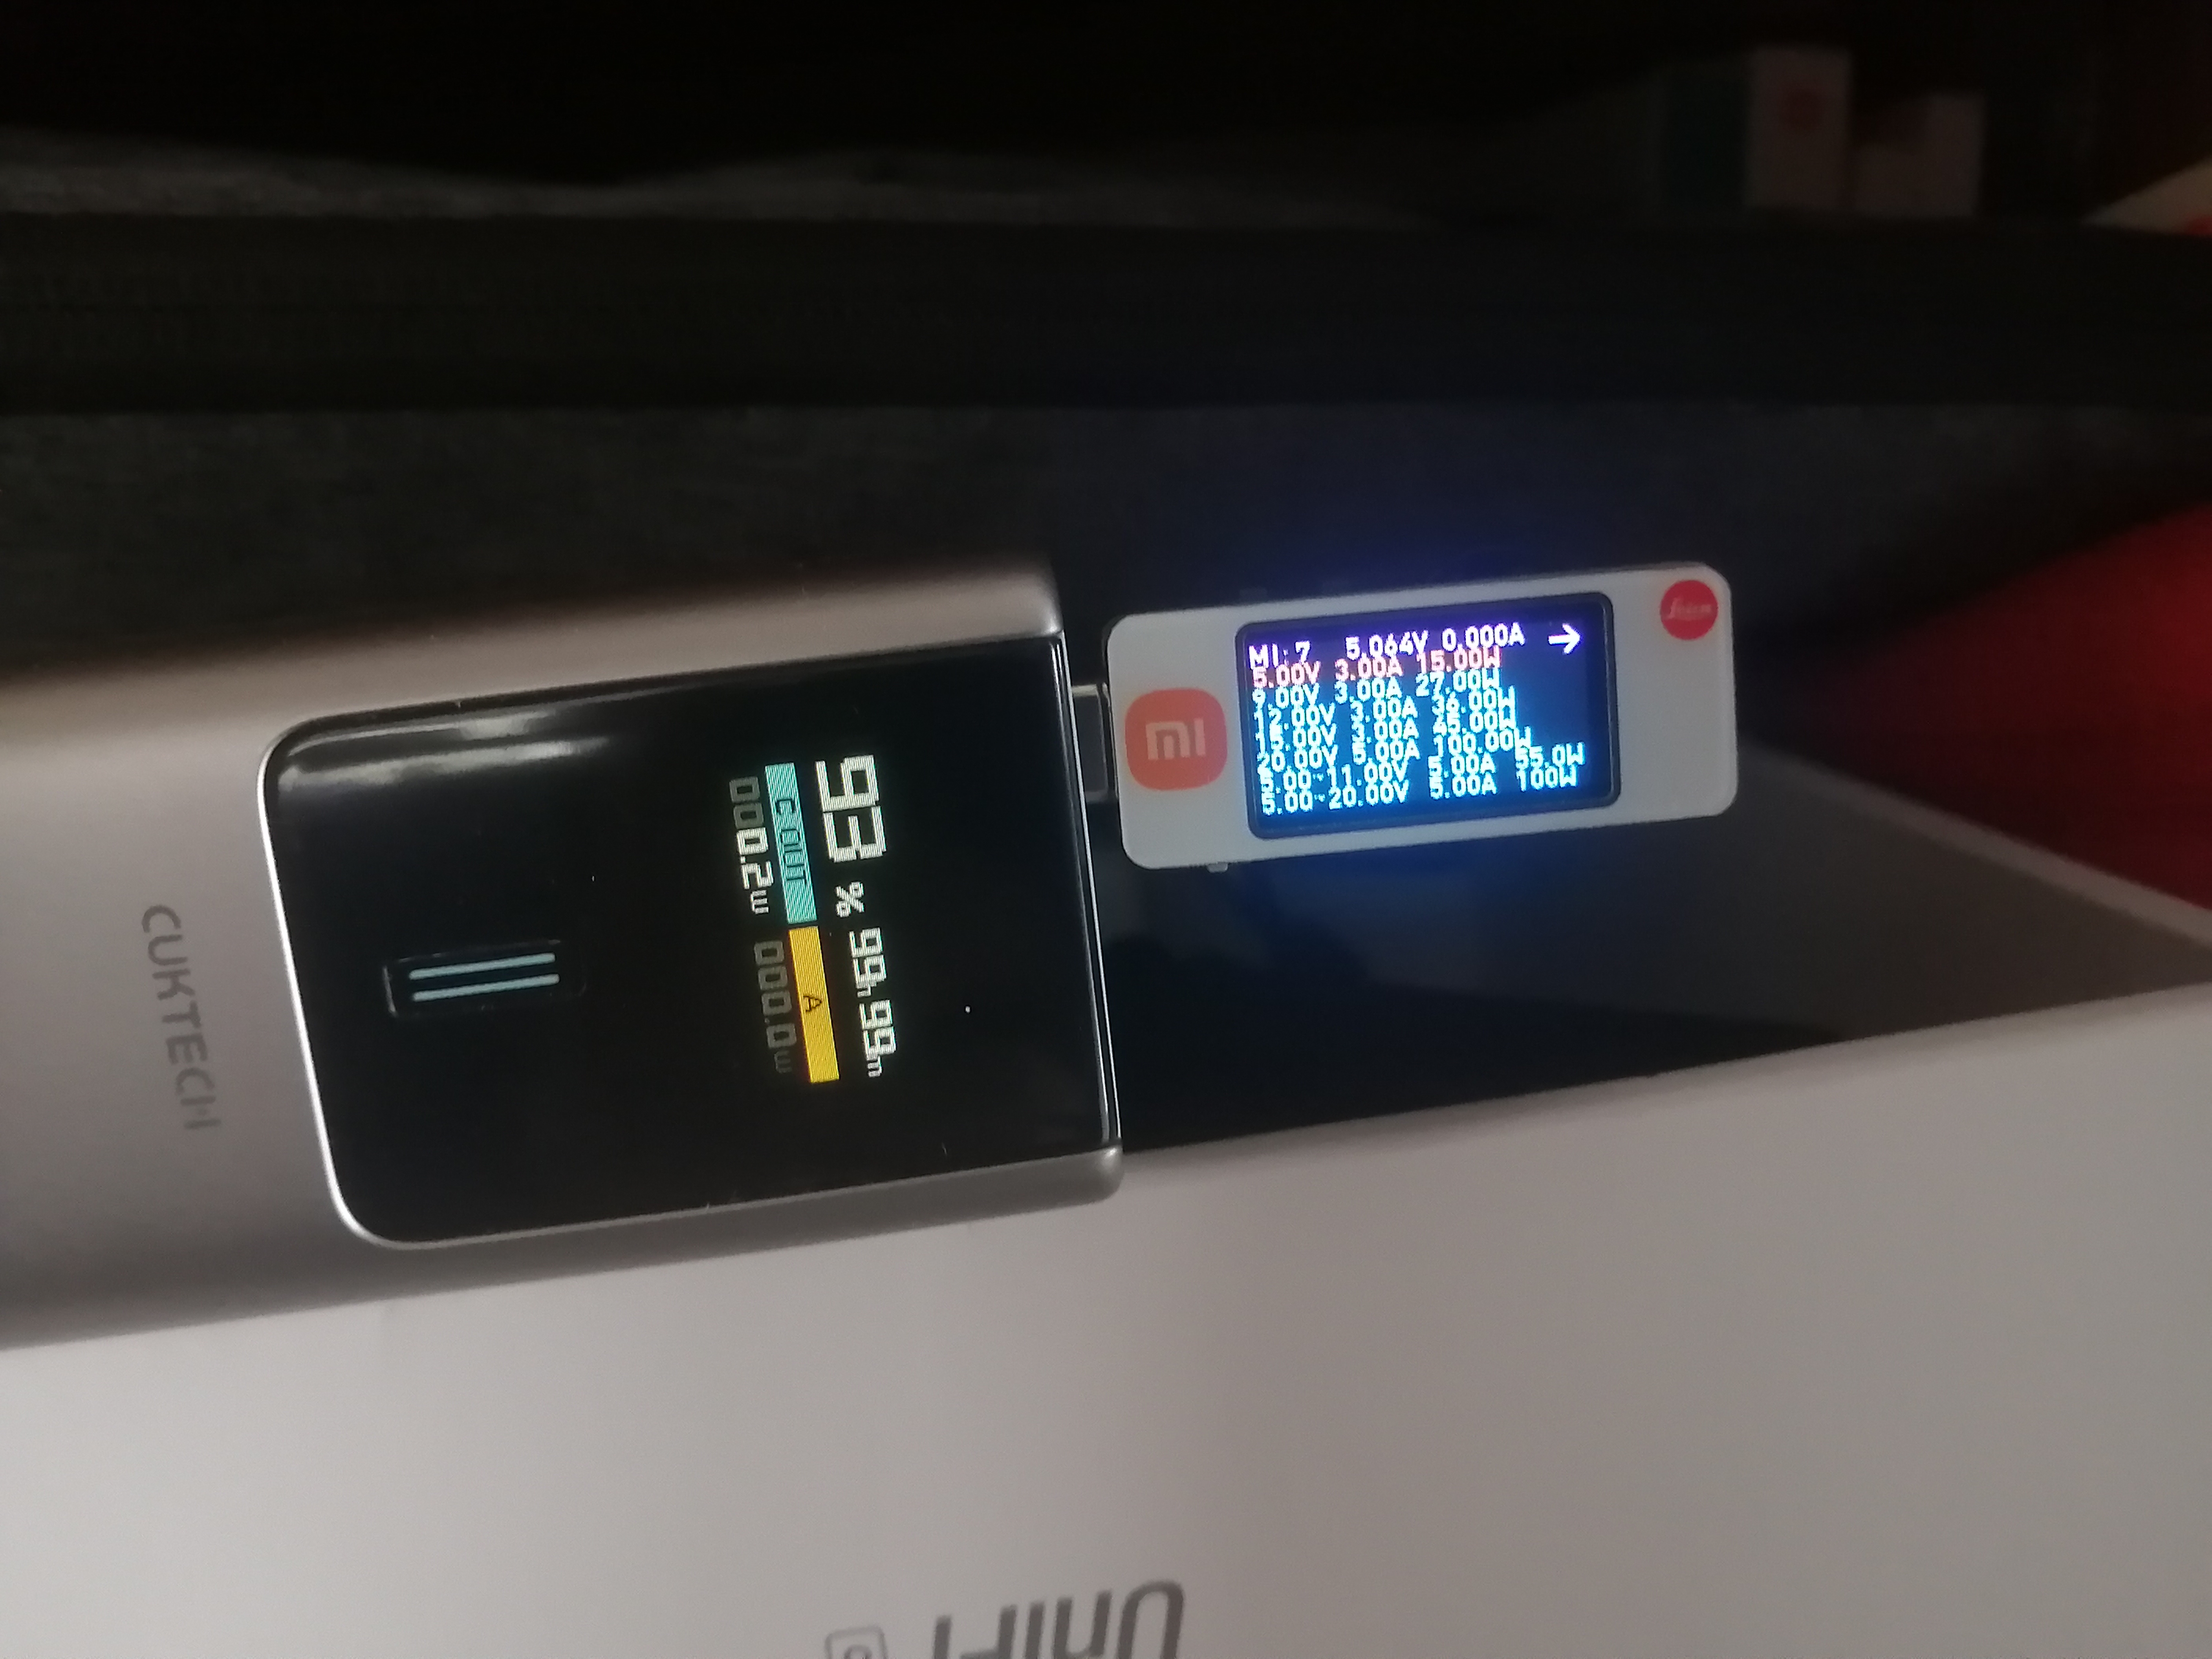 CUKTECH
93 % 99h99m
COUT A
000.2W 000.0W
mi
MI:7 5.064V 0.000A →
5.00V 3.00A 15.00W
9.00V 3.00A 27.00W
12.00V 3.00A 36.00W
15.00V 3.00A 45.00W
20.00V 5.00A 100.00W
5.00~11.00V 5.00A 55.0W
5.00~20.00V 5.00A 100W
Leica